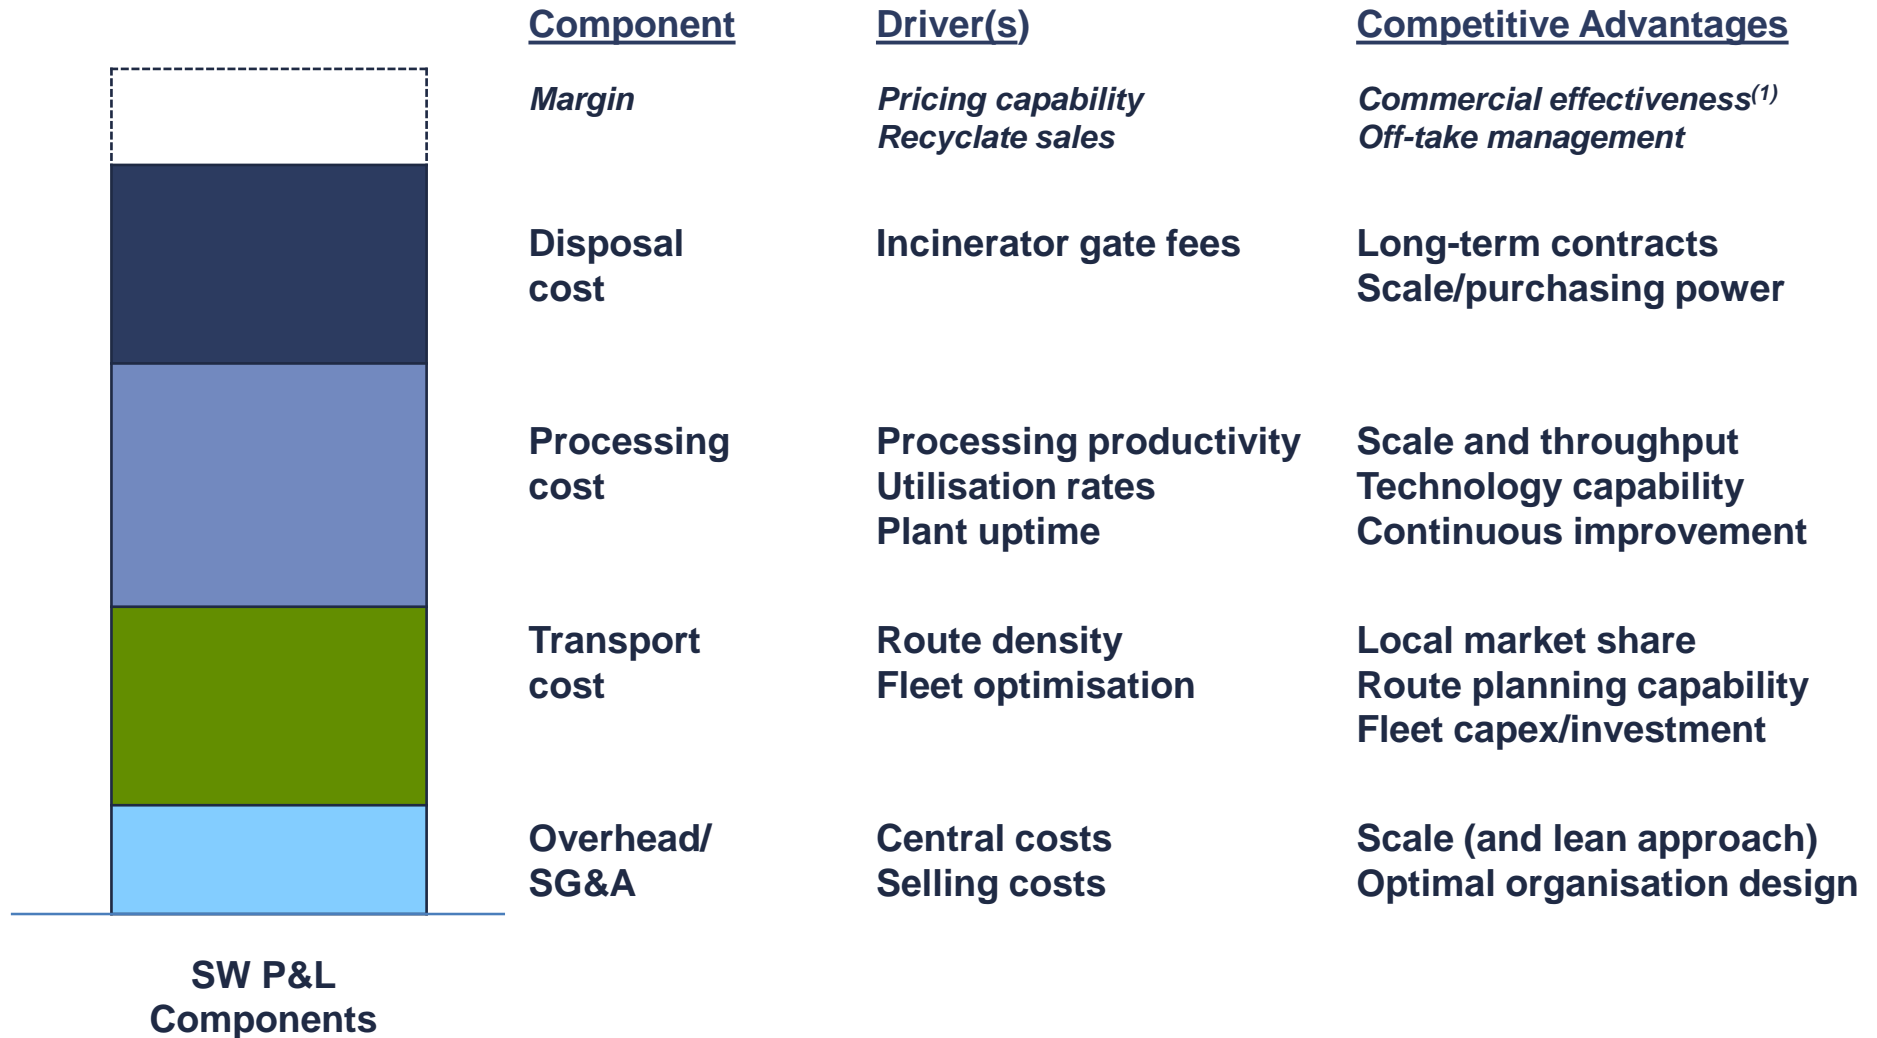 Component Driver(s) Competitive Advantages
Margin Pricing capability Commercial effectiveness(1)
Recyclate sales Off-take management
Disposal Incinerator gate fees Long-term contracts
cost Scale/purchasing power
Processing Processing productivity Scale and throughput
cost Utilisation rates Technology capability
Plant uptime Continuous improvement
Transport Route density Local market share
cost Fleet optimisation Route planning capability
Fleet capex/investment
Overhead/ Central costs Scale (and lean approach)
SG&A Selling costs Optimal organisation design
SW P&L
Components